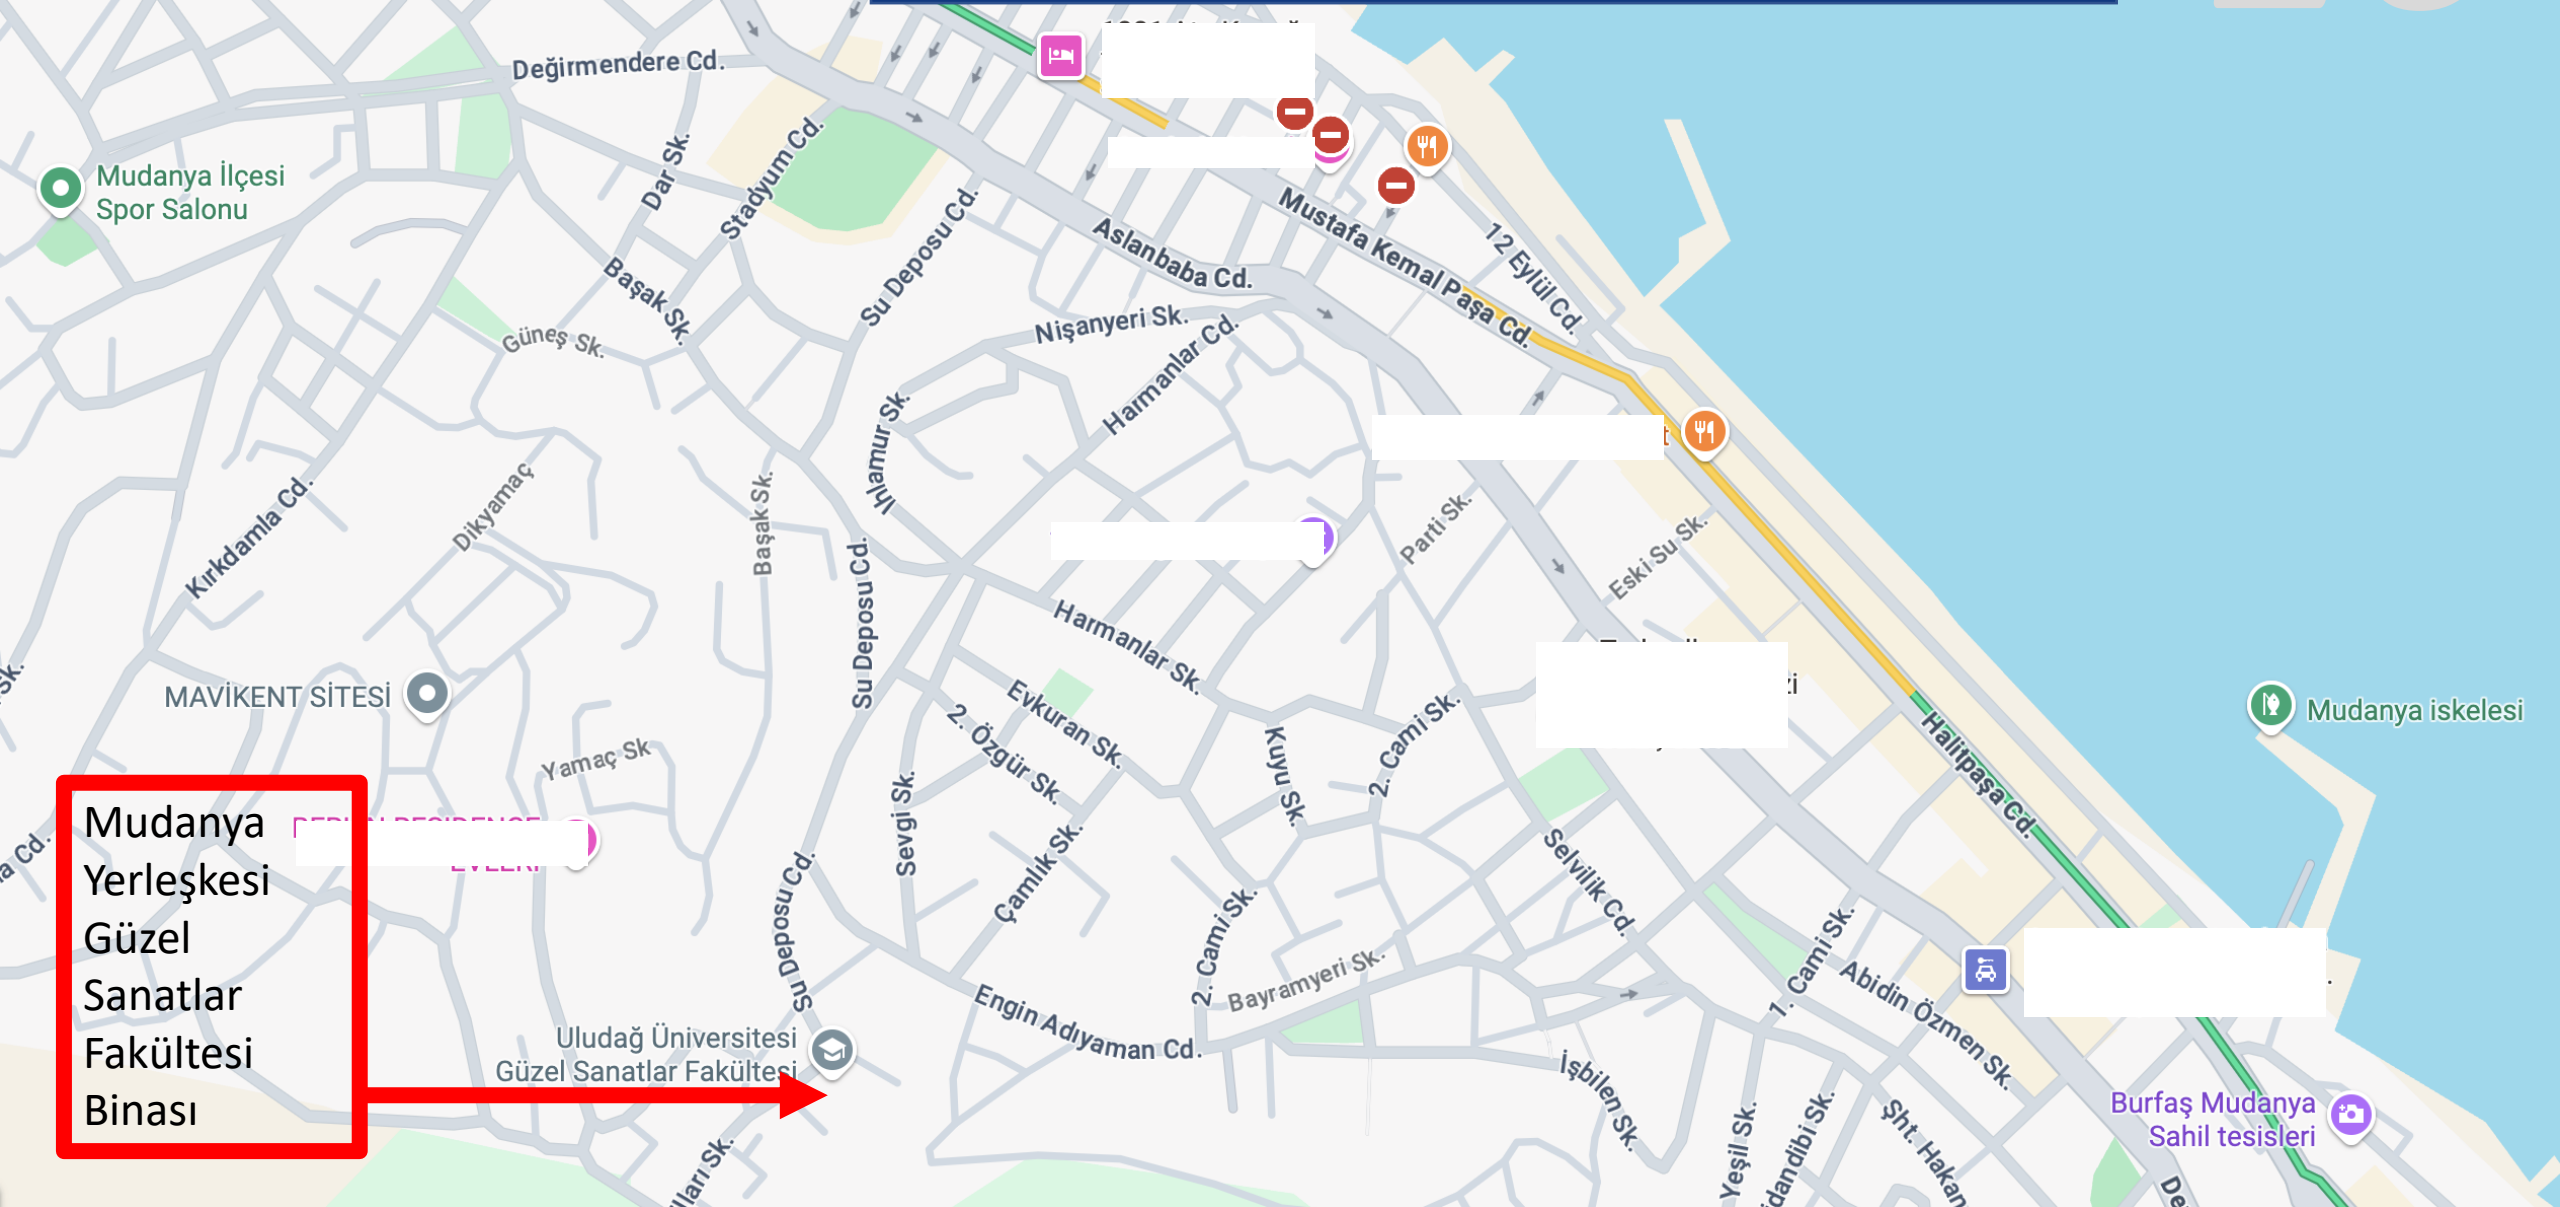 Değirmendere Cd.
Mudanya İlçesi
Spor Salonu
Dar Sk.
Stadyum Cd.
Su Deposu Cd.
Aslanbaba Cd.
Mustafa Kemal Paşa Cd.
12 Eylül Cd.
Başak Sk.
Güneş Sk.
Nişanyeri Sk.
Harmanlar Cd.
Ihlamur Sk.
Kırkdamla Cd.
Dikyamaç
Başak Sk.
Su Deposu Cd.
Parti Sk.
Eski Su Sk.
Harmanlar Sk.
MAVİKENT SİTESİ
Evkuran Sk.
2. Özgür Sk.
Kuyu Sk.
2. Cami Sk.
Mudanya iskelesi
Halitpaşa Cd.
Yamaç Sk
Sevgi Sk.
Çamlık Sk.
Selvilik Cd.
Su Deposu Cd.
2. Cami Sk.
Bayramyeri Sk.
1. Cami Sk.
Abidin Özmen Sk.
Engin Adıyaman Cd.
Mudanya
Yerleşkesi
Güzel
Sanatlar
Fakültesi
Binası
Uludağ Üniversitesi
Güzel Sanatlar Fakültesi
İşbilen Sk.
Yeşil Sk.
Şht. Hakan
Burfaş Mudanya
Sahil tesisleri